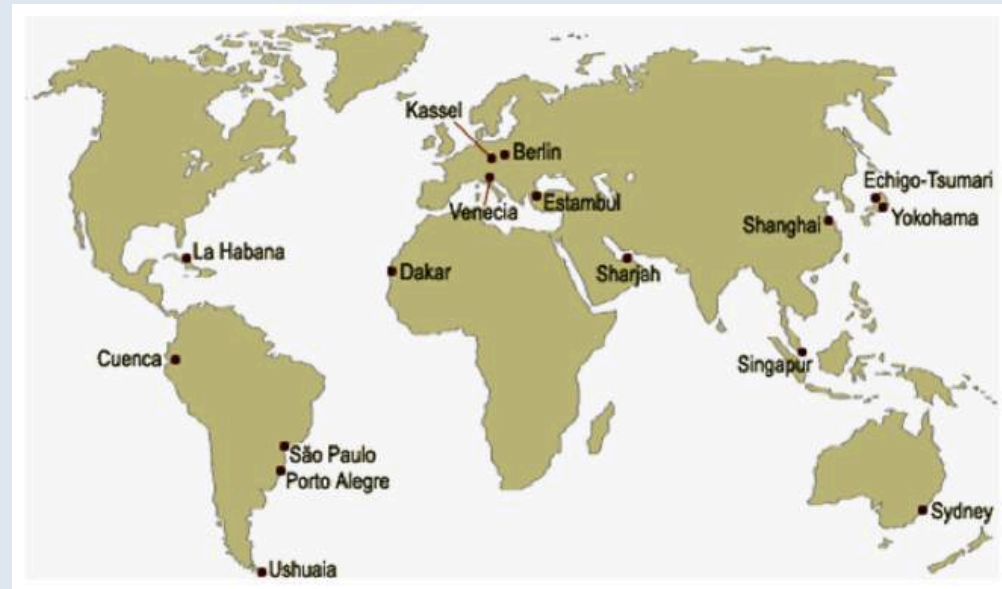 Kassel
Berlin
Venecia
Estambul
Echigo-Tsumari
Yokohama
Shanghai
La Habana
Dakar
Sharjah
Cuenca
Singapur
São Paulo
Porto Alegre
Sydney
Ushuaia